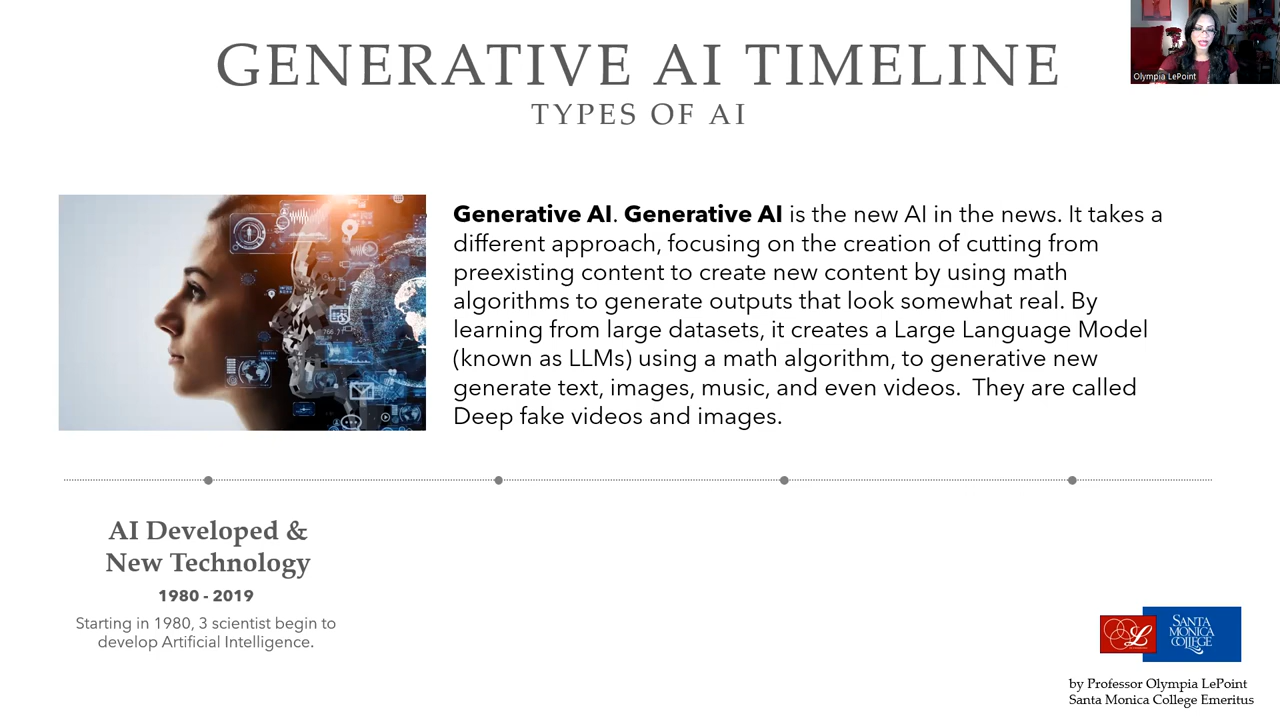 GENERATIVE AI TIMELINE
TYPES OF AI
Olympia LePoint
Generative AI. Generative AI is the new AI in the news. It takes a
different approach, focusing on the creation of cutting from
preexisting content to create new content by using math
algorithms to generate outputs that look somewhat real. By
learning from large datasets, it creates a Large Language Model
(known as LLMs) using a math algorithm, to generative new
generate text, images, music, and even videos.  They are called
Deep fake videos and images.
AI Developed &
New Technology
1980 - 2019
Starting in 1980, 3 scientist begin to
develop Artificial Intelligence.
L
SANTA
MONICA
COLLEGE
by Professor Olympia LePoint
Santa Monica College Emeritus